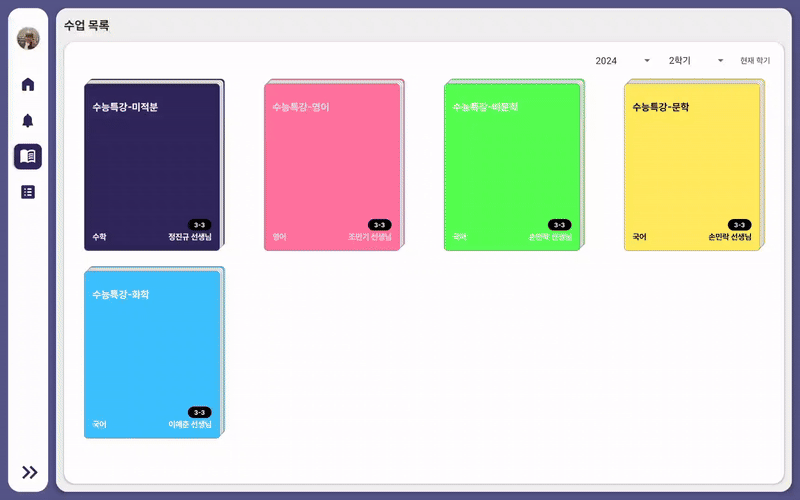 수업 목록
2024
2학기
현재 학기
수능특강-미적분
3-3
수학
정진규 선생님
수능특강-영어
3-3
영어
조민기 선생님
수능특강-비문학
3-3
국어
손민락 선생님
수능특강-문학
3-3
국어
손민락 선생님
수능특강-화학
3-3
국어
이예준 선생님